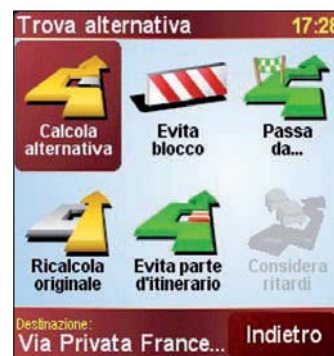 Trova alternativa 17:28
Calcola
alternativa
Evita
blocco
Passa
da...
Ricalcola
originale
Evita parte
d'itinerario
Considera
ritardi
Destinazione:
Via Privata France...
Indietro